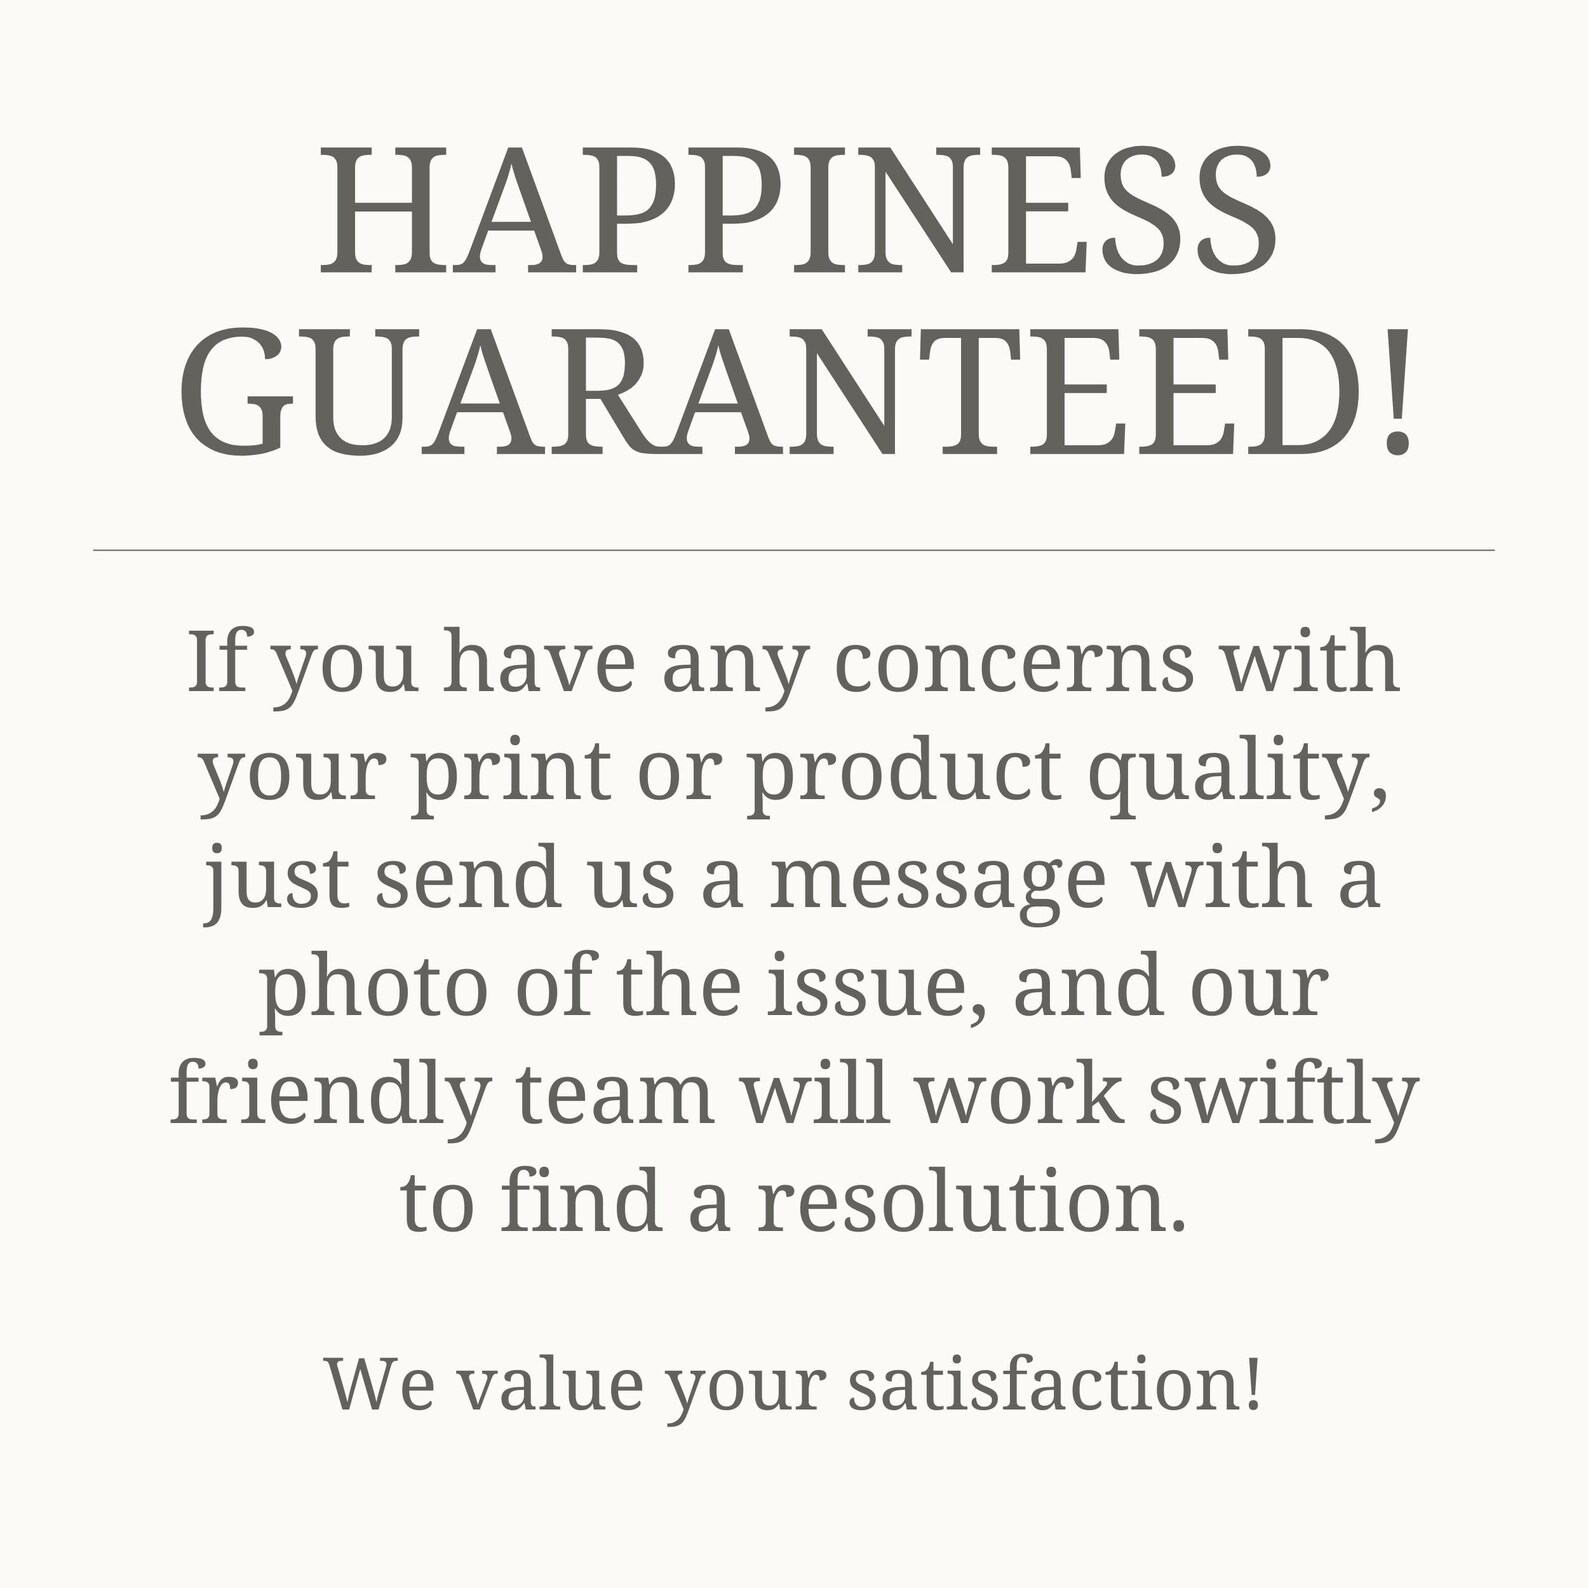 HAPPINESS
GUARANTEED!
If you have any concerns with
your print or product quality,
just send us a message with a
photo of the issue, and our
friendly team will work swiftly
to find a resolution.
We value your satisfaction!